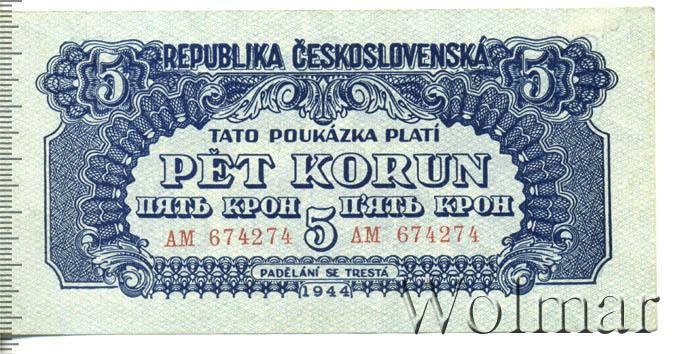 REPUBLIKA ČESKOSLOVENSKÁ
5 5
TATO POUKÁZKA PLATÍ
PĚT KORUN
ПЯТЬ КРОН 5 П'ЯТЬ КРОН
AM 674274 AM 674274
PADĚLÁNÍ SE TRESTÁ
1944
Wolmar